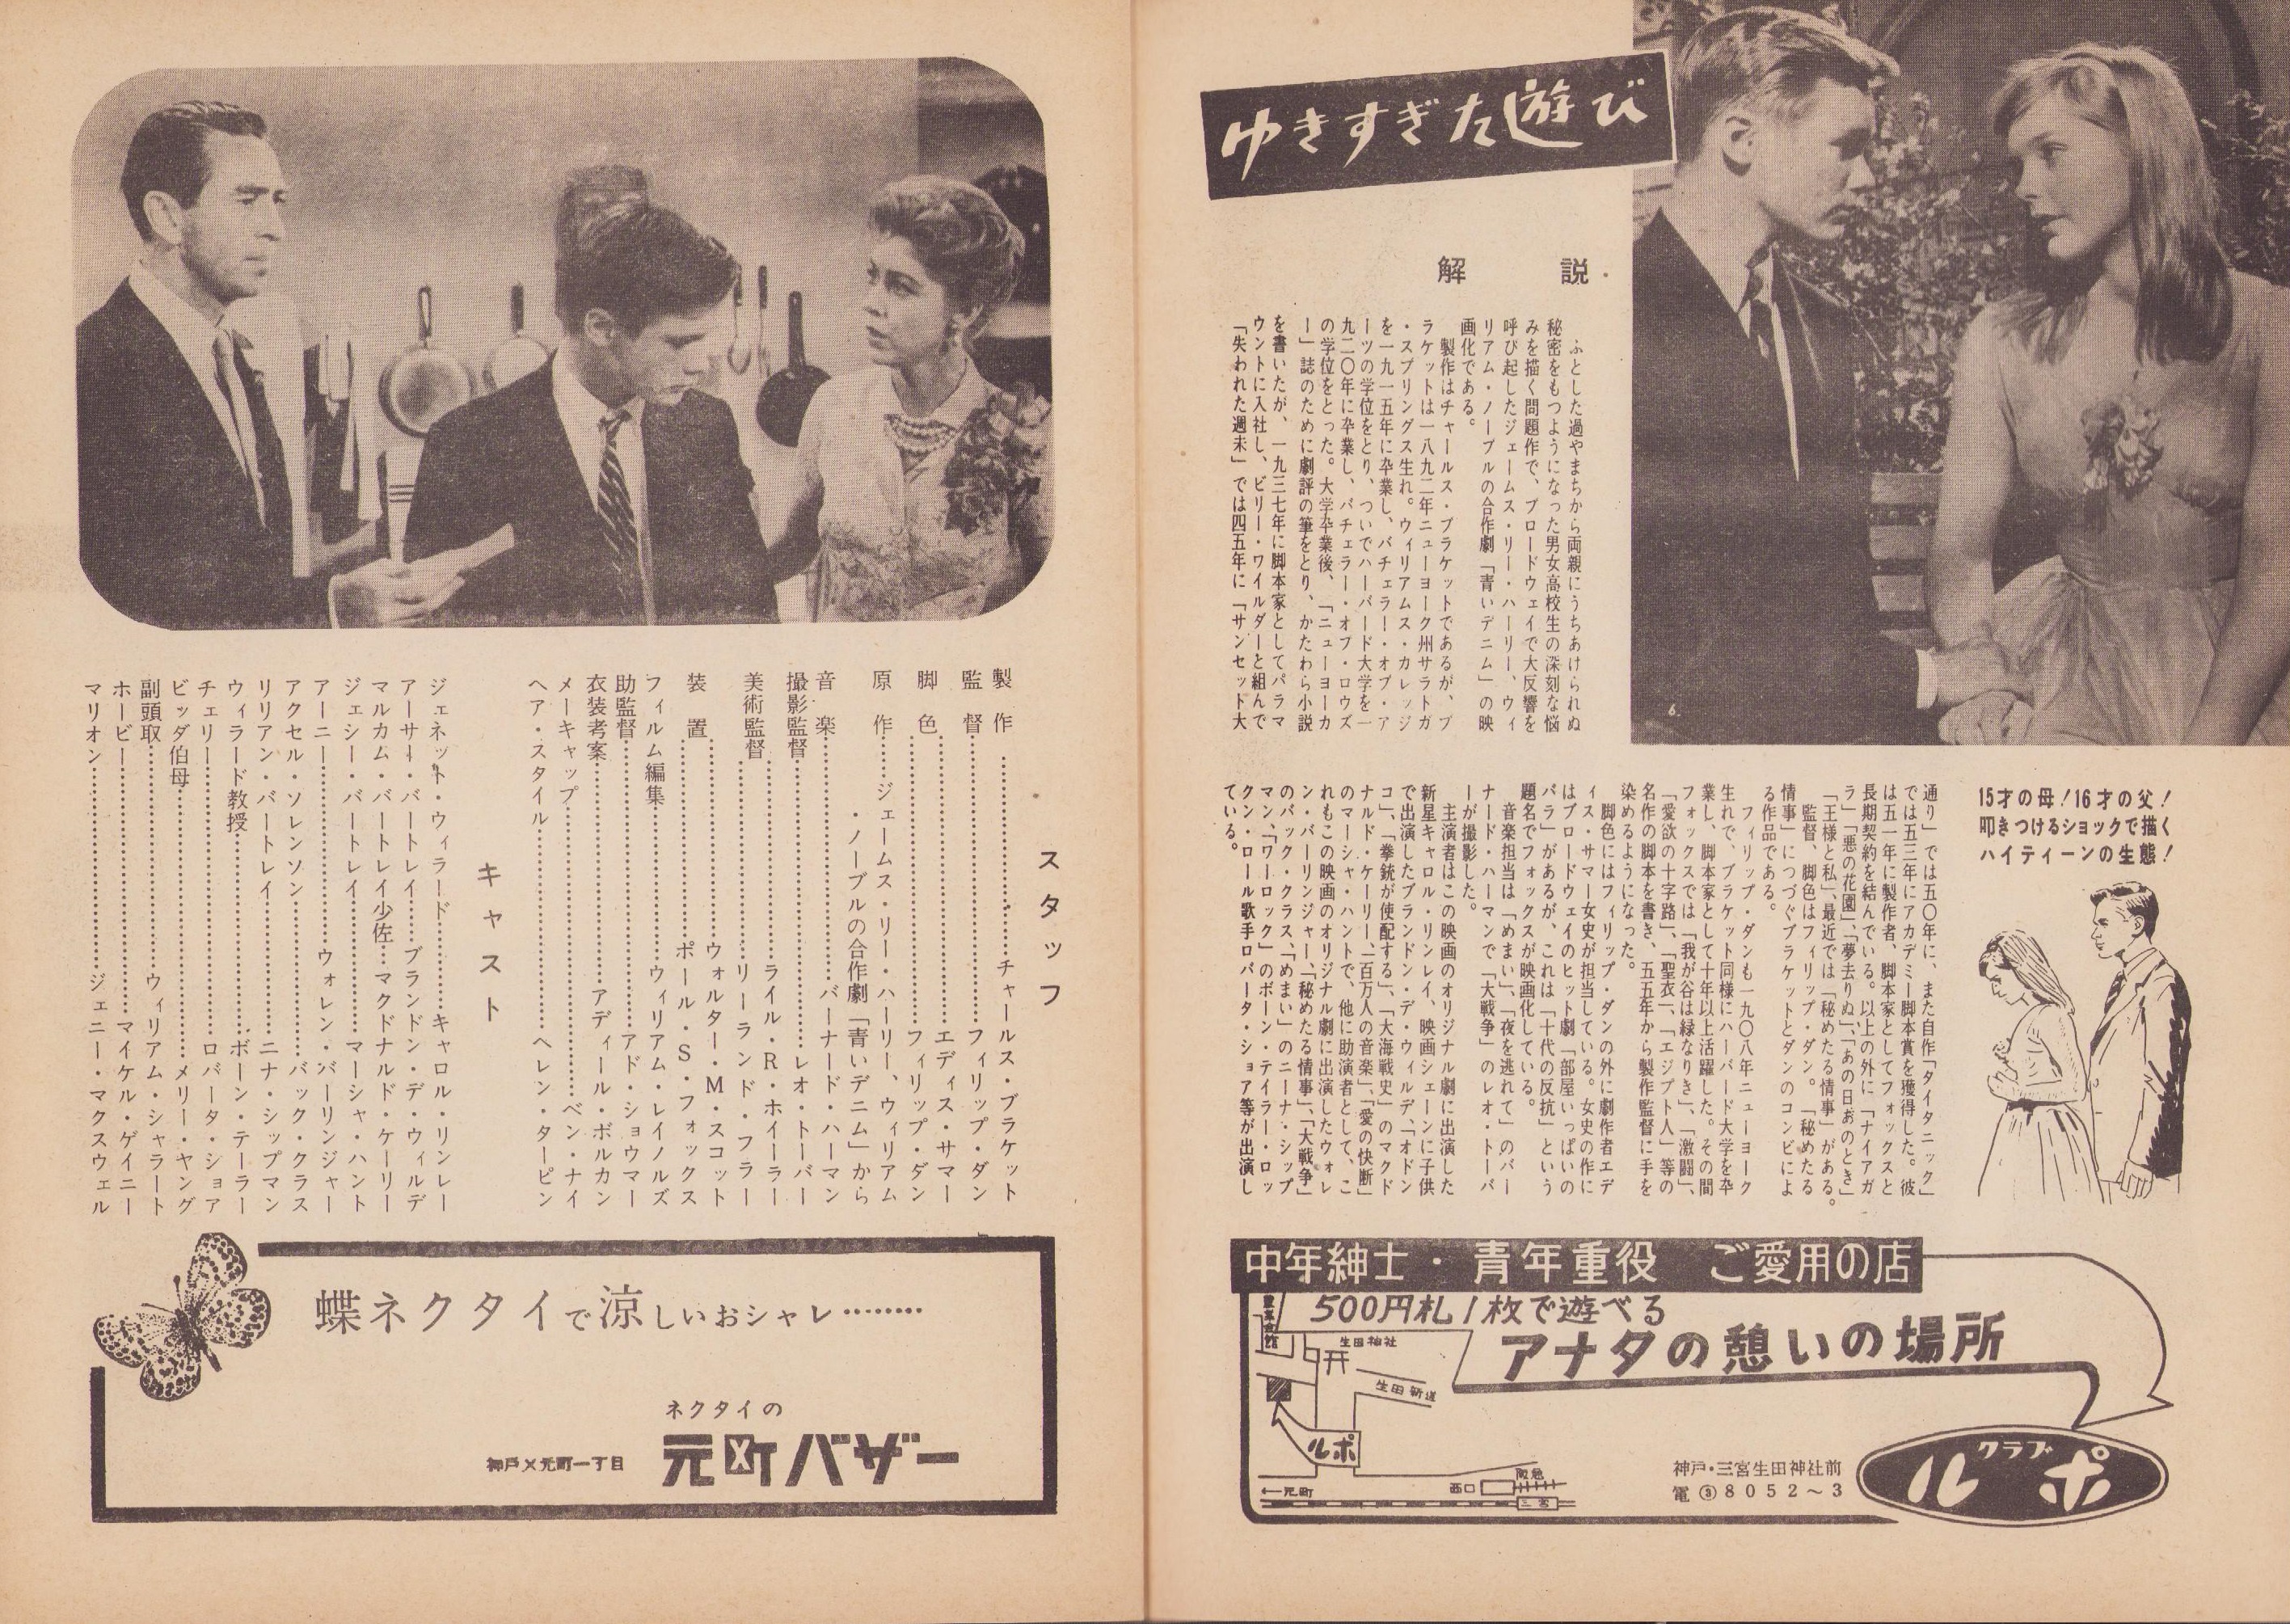 ゆきすぎた遊び
解説
ふとした過やまちから両親にうちあけられぬ
秘密をもつようになった男女高校生の深刻な悩
みを描く問題作で、ブロードウェイで大反響を
呼び起したジェームス・リー・ハーリー、ウィ
リアム・ノーブルの合作劇「青いデニム」の映
画化である。
製作はチャールス・ブラケットであるが、ブ
ラケットは一八九二年ニューヨーク州サラトガ
・スプリングス生れ。ウィリアムス・カレッジ
を一九一五年に卒業し、バチェラー・オブ・ア
ーツの学位をとり、ついでハーバード大学を一
九二〇年に卒業し、バチェラー・オブ・ロウズ
の学位をとった。大学卒業後、「ニューヨーカ
ー」誌のために劇評の筆をとり、かたわら小説
を書いたが、一九三七年に脚本家としてパラマ
ウントに入社し、ビリー・ワイルダーと組んで
「失われた週末」では四五年に「サンセット大
通り」では五〇年に、また自作「タイタニック」
では五三年にアカデミー脚本賞を獲得した。彼
は五一年に製作者、脚本家としてフォックスと
長期契約を結んでいる。以上の外に「ナイアガ
ラ」「悪の花園」、「夢去りぬ」、「あの日あのとき」
「王様と私」、最近では「秘めたる情事」がある。
監督、脚色はフィリップ・ダン。「秘めたる
情事」につづくブラケットとダンのコンビによ
る作品である。
フィリップ・ダンも一九〇八年ニューヨーク
生れで、ブラケット同様にハーバード大学を卒
業し、脚本家として十年以上活躍した。その間
フォックスでは「我が谷は緑なりき」、「激闘」、
「愛欲の十字路」、「聖衣」、「エジプト人」等の
名作の脚本を書き、五五年から製作監督に手を
染めるようになった。
脚色にはフィリップ・ダンの外に劇作者エデ
ィス・サマー女史が担当している。女史の作に
はブロードウェイのヒット劇「部屋いっぱいの
バラ」があるが、これは「十代の反抗」という
題名でフォックスが映画化している。
音楽担当は「めまい」、「夜を逃れて」のバー
ナード・ハーマンで「大戦争」のレオ・トーバ
ーが撮影した。
主演者はこの映画のオリジナル劇に出演した
新星キャロル・リンレイ、映画シェーンに子供
で出演したブランドン・デ・ウィルデ、「オドン
コ」、「拳銃が使配する」、「大海戦史」のマクド
ナルド・ケーリー、「百万人の音楽」、「愛の快断」
のマーシャ・ハントで、他に助演者として、こ
れもこの映画のオリジナル劇に出演したウォレ
ン・バーリンジャー、「秘めたる情事」、「大戦争」
のバック・クラス、「めまい」のニーナ・シップ
マン、「ワーロック」のボーン・テイラー・ロッ
クン・ロール歌手ロバータ・ショア等が出演し
ている。
15才の母!16才の父!
叩きつけるショックで描く
ハイティーンの生態!
6
中年紳士・青年重役 ご愛用の店
500円札1枚で遊べる
アナタの憩いの場所
生田神社
生田新道
ルポ
←元町
西口
阪急
三宮
神戸・三宮生田神社前
電③8052〜3
クラブ
ルポ
スタッフ
製作……チャールス・ブラケット
監督……フィリップ・ダン
脚色……エディス・サマー
フィリップ・ダン
原作……ジェームス・リー・ハーリー、ウィリアム
・ノーブルの合作劇「青いデニム」から
音楽……バーナード・ハーマン
撮影監督……レオ・トーバー
美術監督……ライル・R・ホイーラー
リーランド・フラー
装置……ウォルター・M・スコット
ポール・S・フォックス
フィルム編集……ウィリアム・レイノルズ
助監督……アド・ショウマー
衣装考案……アディール・ボルカン
メーキャップ……ベン・ナイ
ヘア・スタイル……ヘレン・タービン
キャスト
ジェネット・ウィラード……キャロル・リンレー
アーサー・バートレイ……ブランドン・デ・ウィルデ
マルカム・バートレイ少佐……マクドナルド・ケーリー
ジェシー・バートレイ……マーシャ・ハント
アーニー……ウォレン・バーリンジャー
アクセル・ソレンソン……バック・クラス
リリアン・バートレイ……ニナ・シップマン
ウィラード教授……ボーン・テーラー
チェリー……ロバータ・ショア
ビッダ伯母……メリー・ヤング
副頭取……ウィリアム・シャラート
ホービー……マイケル・ゲイニー
マリオン……ジェニー・マクスウェル
蝶ネクタイで涼しいおシャレ………
ネクタイの
元町バザー
神戸×元町一丁目